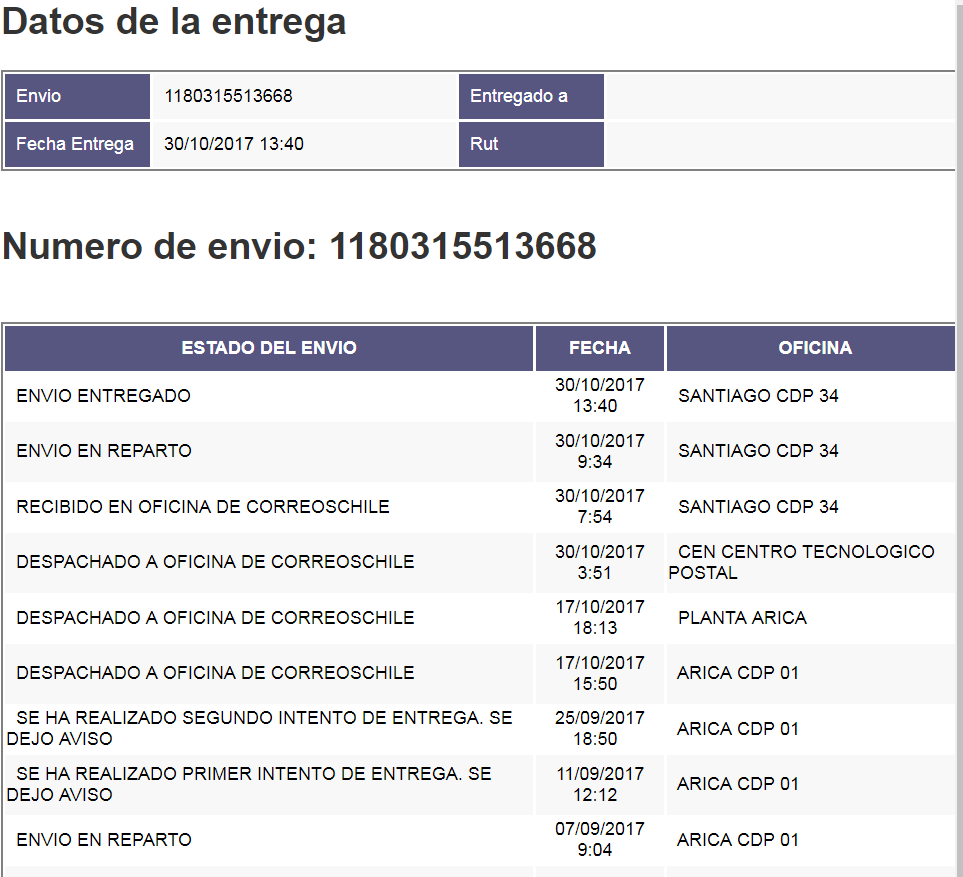 Datos de la entrega
Envio 1180315513668 Entregado a
Fecha Entrega 30/10/2017 13:40 Rut
Numero de envio: 1180315513668
ESTADO DEL ENVIO FECHA OFICINA
ENVIO ENTREGADO 30/10/2017 13:40 SANTIAGO CDP 34
ENVIO EN REPARTO 30/10/2017 9:34 SANTIAGO CDP 34
RECIBIDO EN OFICINA DE CORREOSCHILE 30/10/2017 7:54 SANTIAGO CDP 34
DESPACHADO A OFICINA DE CORREOSCHILE 30/10/2017 3:51 CEN CENTRO TECNOLOGICO POSTAL
DESPACHADO A OFICINA DE CORREOSCHILE 17/10/2017 18:13 PLANTA ARICA
DESPACHADO A OFICINA DE CORREOSCHILE 17/10/2017 15:50 ARICA CDP 01
SE HA REALIZADO SEGUNDO INTENTO DE ENTREGA. SE DEJO AVISO 25/09/2017 18:50 ARICA CDP 01
SE HA REALIZADO PRIMER INTENTO DE ENTREGA. SE DEJO AVISO 11/09/2017 12:12 ARICA CDP 01
ENVIO EN REPARTO 07/09/2017 9:04 ARICA CDP 01